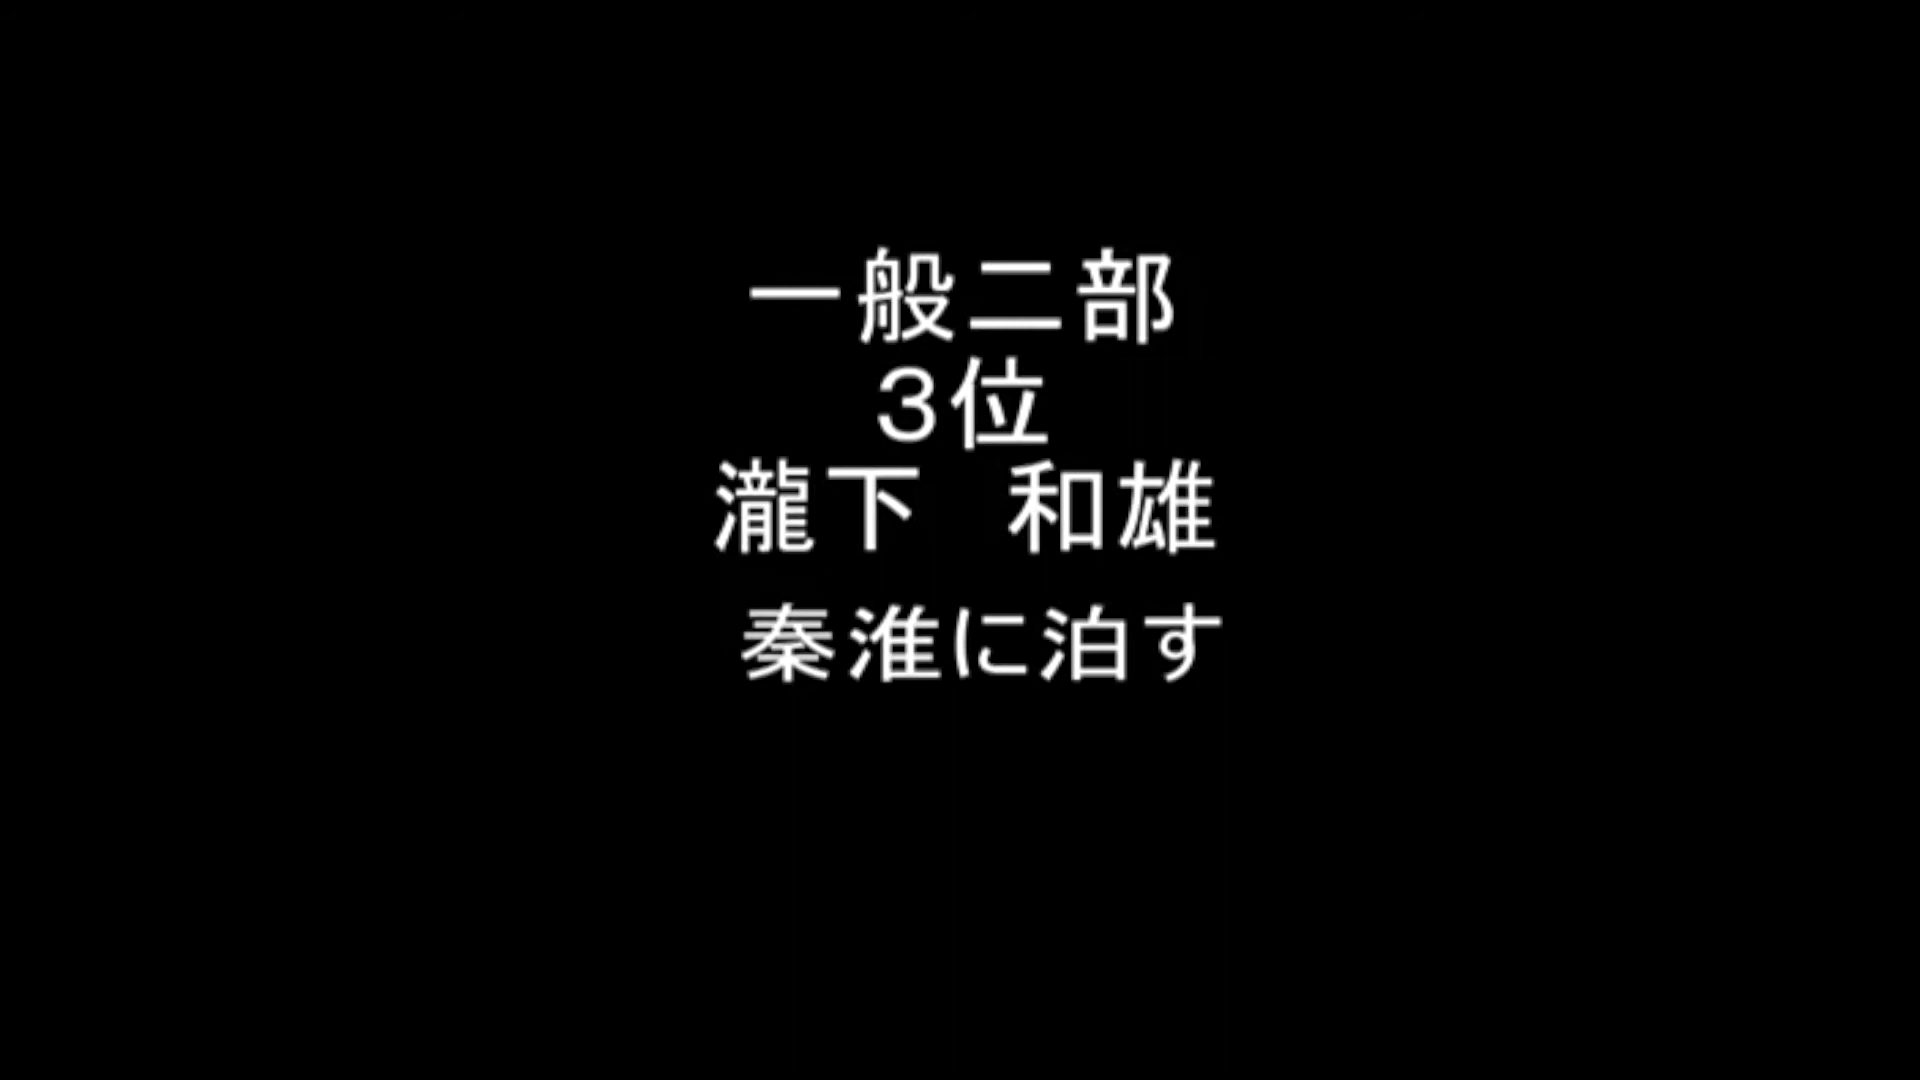 一般二部
３位
瀧下　和雄
秦淮に泊す